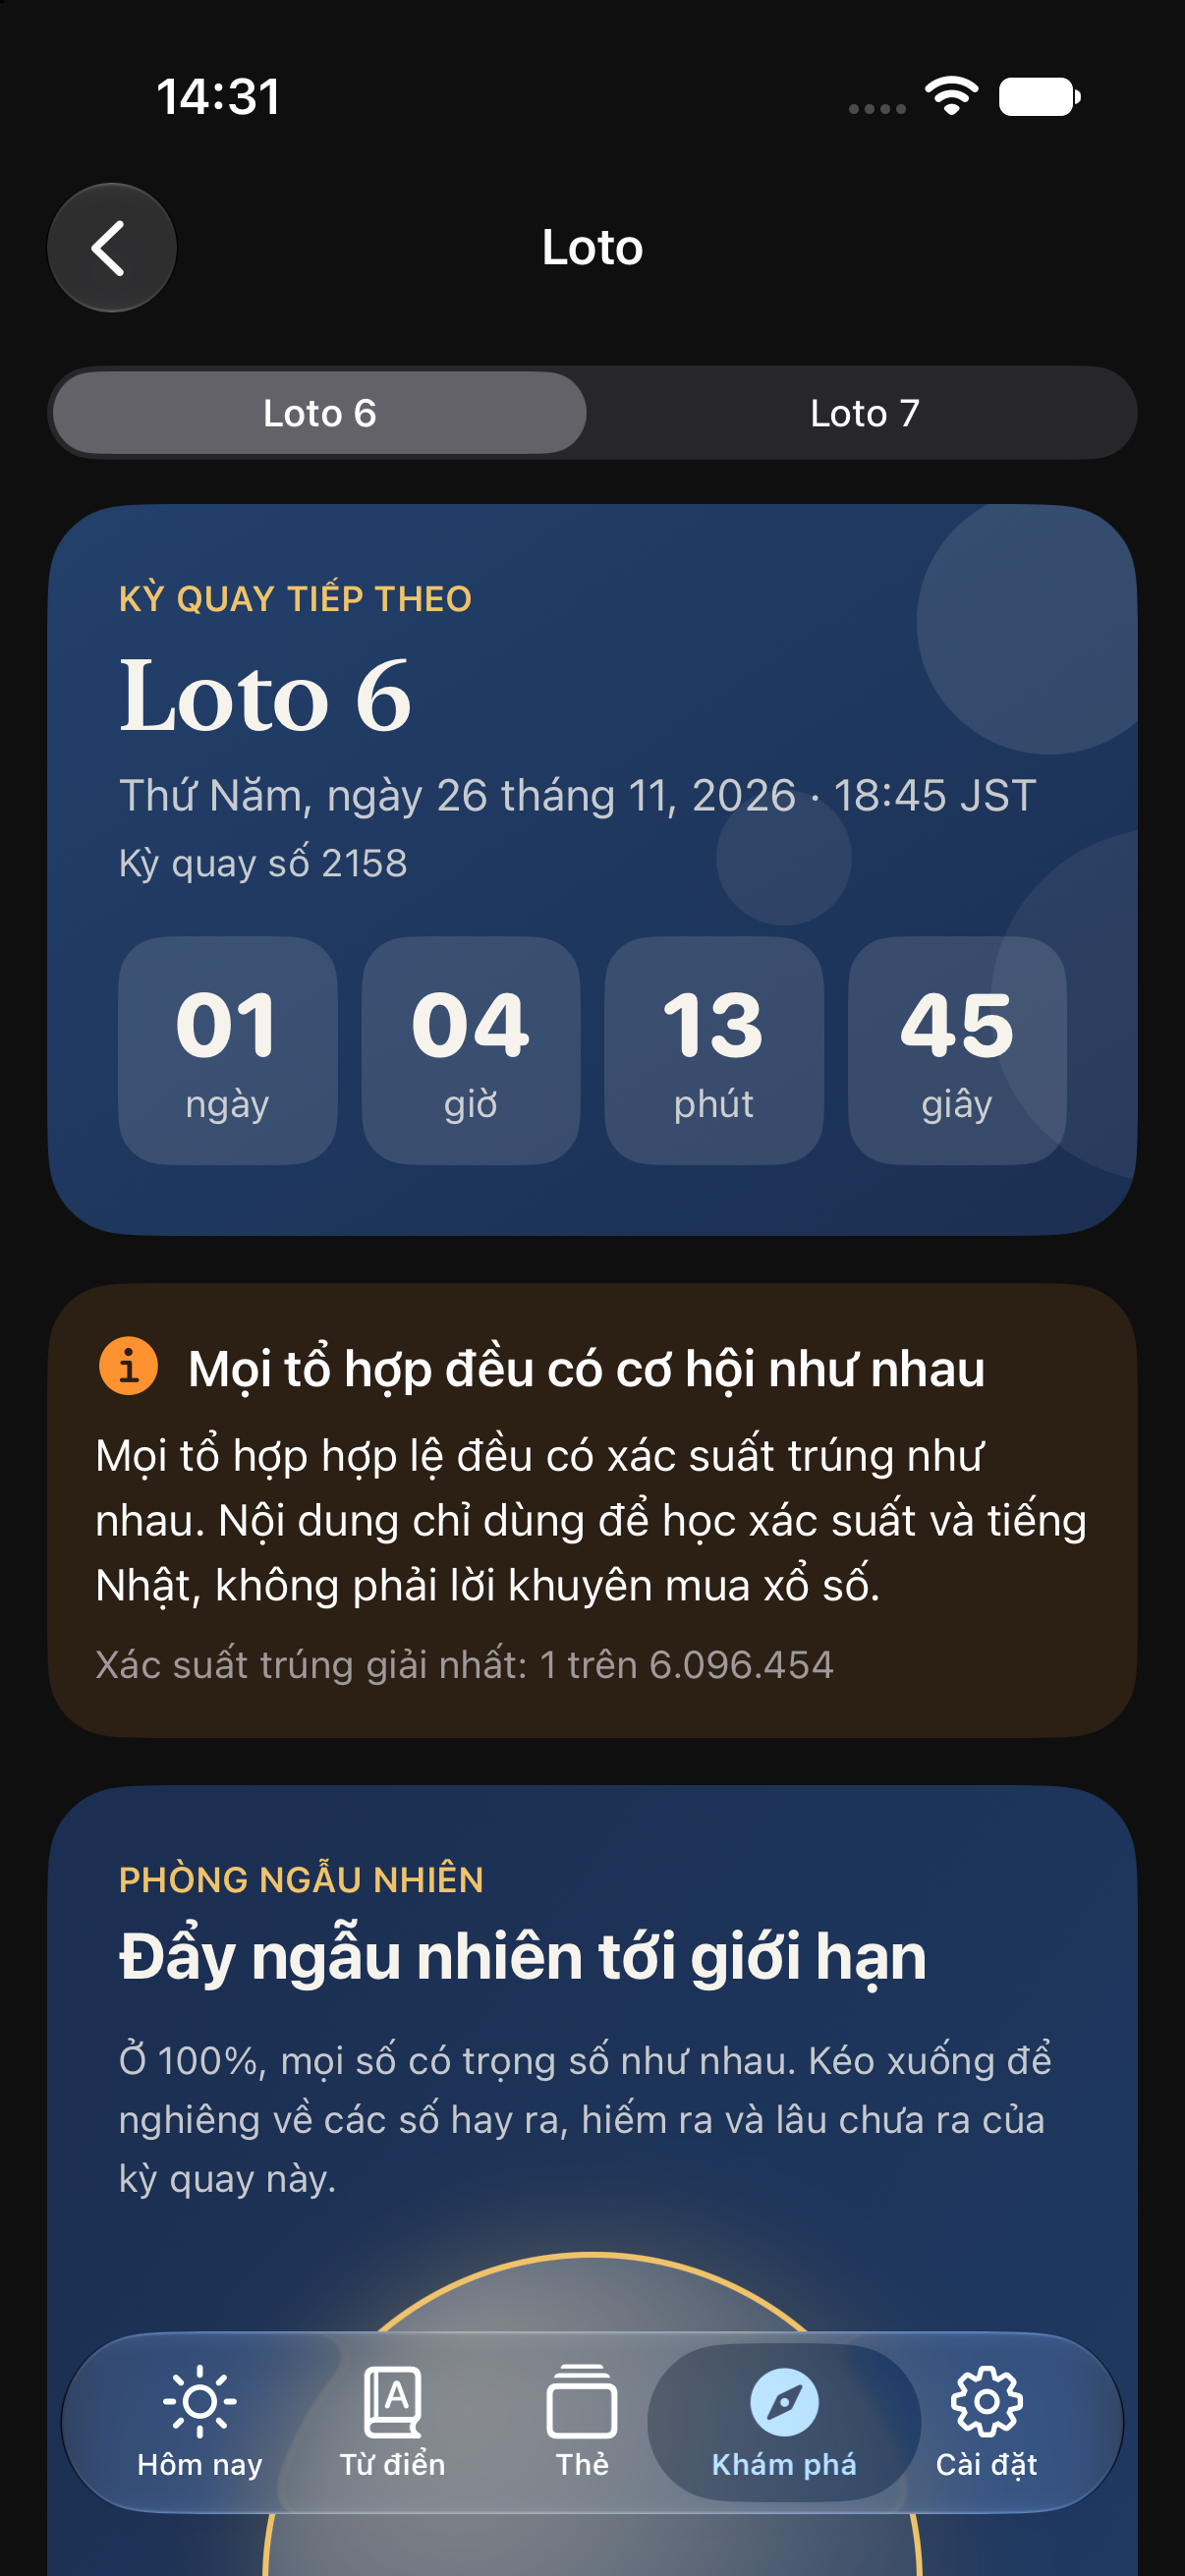 14:31
Loto
Loto 6
Loto 7
KỲ QUAY TIẾP THEO
Loto 6
Thứ Năm, ngày 26 tháng 11, 2026 · 18:45 JST
Kỳ quay số 2158
01
ngày
04
giờ
13
phút
45
giây
Mọi tổ hợp đều có cơ hội như nhau
Mọi tổ hợp hợp lệ đều có xác suất trúng như
nhau. Nội dung chỉ dùng để học xác suất và tiếng
Nhật, không phải lời khuyên mua xổ số.
Xác suất trúng giải nhất: 1 trên 6.096.454
PHÒNG NGẪU NHIÊN
Đẩy ngẫu nhiên tới giới hạn
Ở 100%, mọi số có trọng số như nhau. Kéo xuống để
nghiêng về các số hay ra, hiếm ra và lâu chưa ra của
kỳ quay này.
Hôm nay
Từ điển
Thẻ
Khám phá
Cài đặt